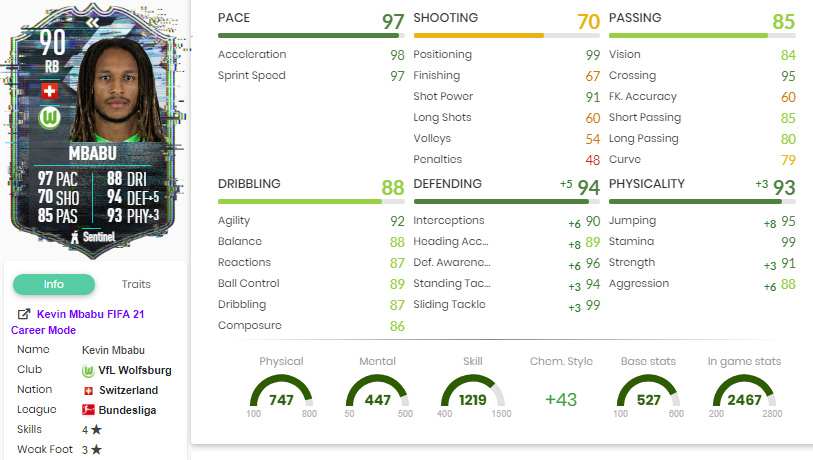 90
RB
MBABU
97 PAC 88 DRI
70 SHO 94 DEF+5
85 PAS 93 PHY+3
Sentinel
Info Traits
Kevin Mbabu FIFA 21
Career Mode
Name Kevin Mbabu
Club VfL Wolfsburg
Nation Switzerland
League Bundesliga
Skills 4 ★
Weak Foot 3 ★
PACE 97
Acceleration 98
Sprint Speed 97
SHOOTING 70
Positioning 99
Finishing 67
Shot Power 91
Long Shots 60
Volleys 54
Penalties 48
PASSING 85
Vision 84
Crossing 95
FK. Accuracy 60
Short Passing 85
Long Passing 80
Curve 79
DRIBBLING 88
Agility 92
Balance 88
Reactions 87
Ball Control 89
Dribbling 87
Composure 86
DEFENDING +5 94
Interceptions +6 90
Heading Acc... +8 89
Def. Awarene... +6 96
Standing Tac... +3 94
Sliding Tackle +3 99
PHYSICALITY +3 93
Jumping +8 95
Stamina 99
Strength +3 91
Aggression +6 88
Physical
747
100 800
Mental
447
50 500
Skill
1219
400 1500
Chem. Style
+43
Base stats
527
100 600
In game stats
2467
200 2800